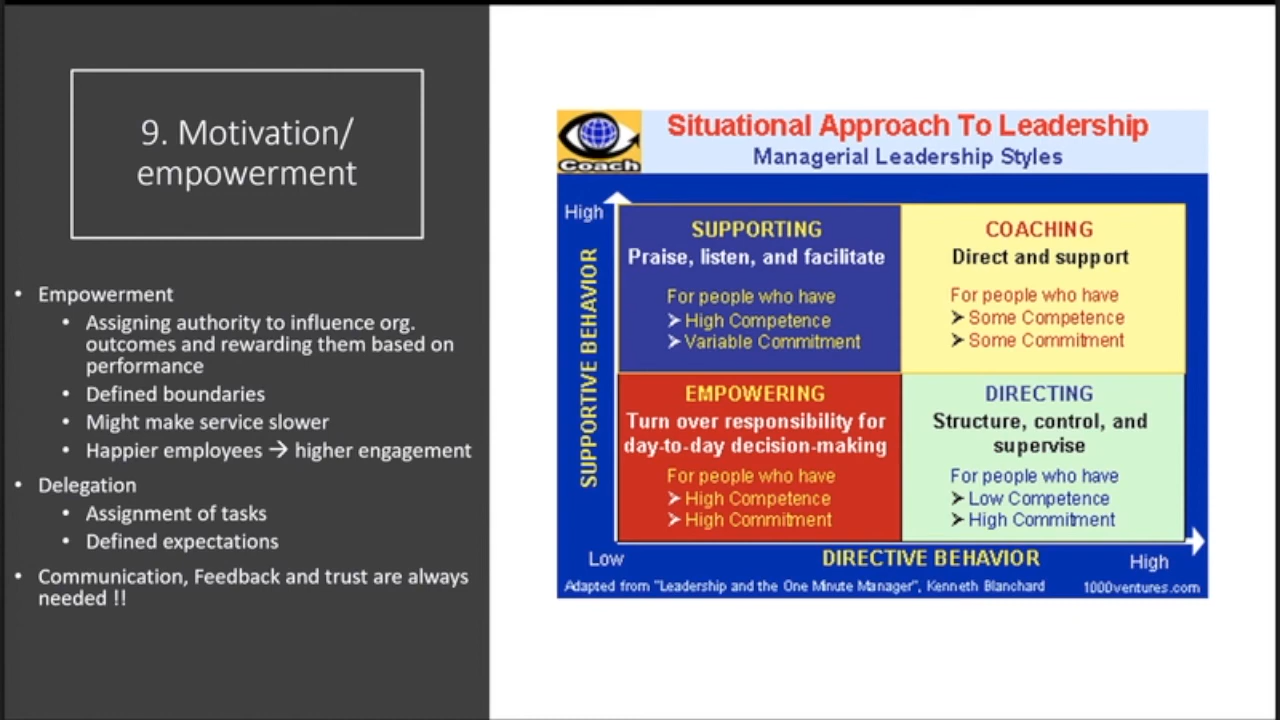 9. Motivation/
empowerment
• Empowerment
• Assigning authority to influence org.
outcomes and rewarding them based on
performance
• Defined boundaries
• Might make service slower
• Happier employees → higher engagement
• Delegation
• Assignment of tasks
• Defined expectations
• Communication, Feedback and trust are always
needed !!
Coach
Situational Approach To Leadership
Managerial Leadership Styles
High
SUPPORTIVE BEHAVIOR
SUPPORTING
Praise, listen, and facilitate
For people who have
➢ High Competence
➢ Variable Commitment
COACHING
Direct and support
For people who have
➢ Some Competence
➢ Some Commitment
EMPOWERING
Turn over responsibility for
day-to-day decision-making
For people who have
➢ High Competence
➢ High Commitment
DIRECTING
Structure, control, and
supervise
For people who have
➢ Low Competence
➢ High Commitment
Low
DIRECTIVE BEHAVIOR
High
Adapted from "Leadership and the One Minute Manager", Kenneth Blanchard
1000ventures.com